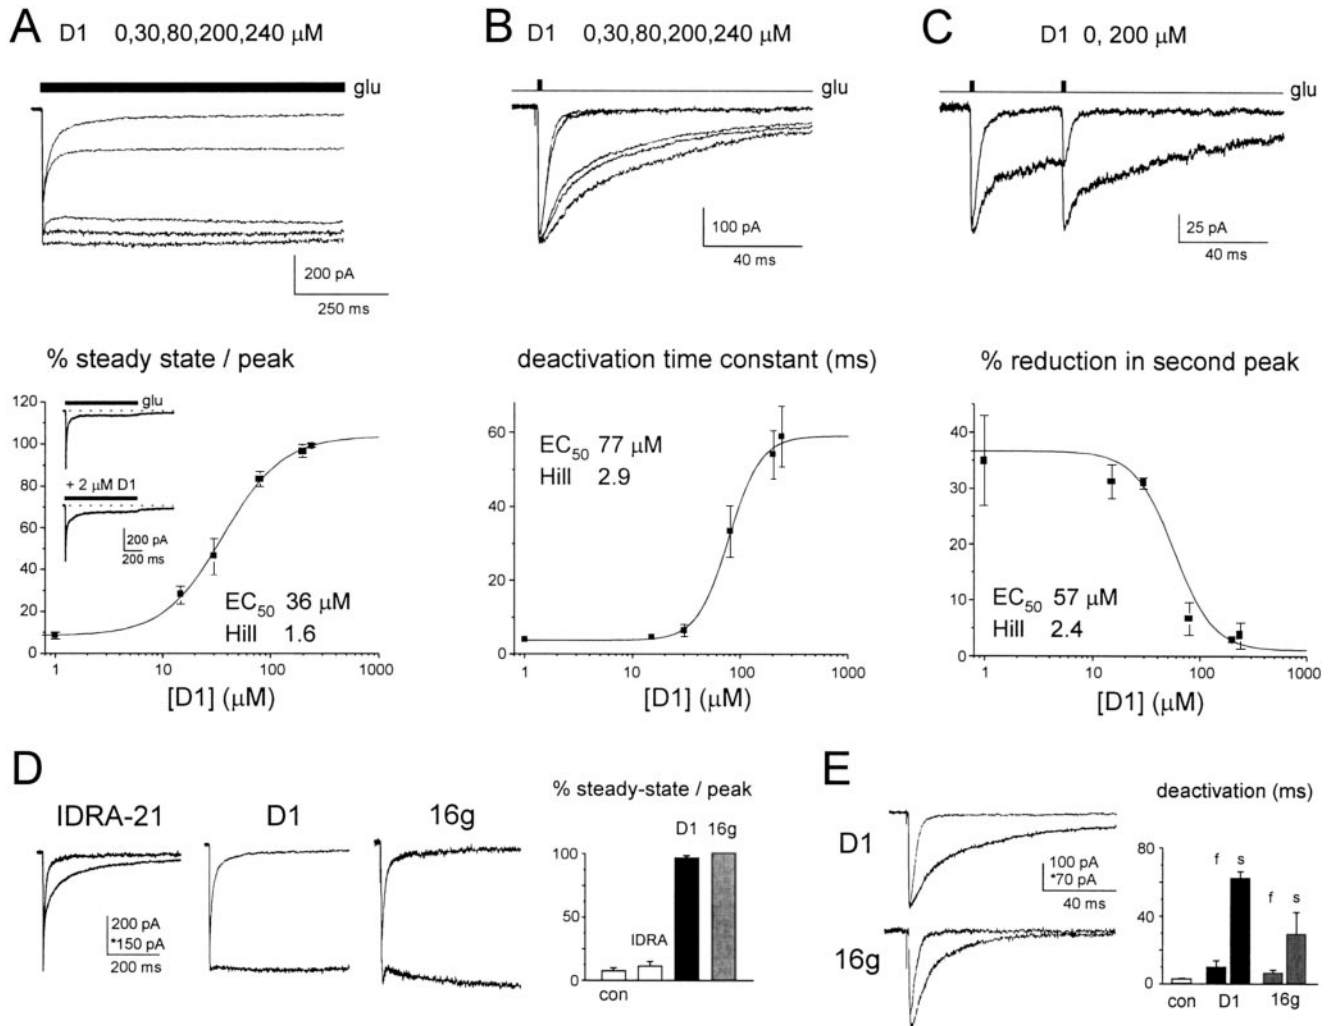 A
D1 0,30,80,200,240 μM
glu
200 pA
250 ms
% steady state / peak
120
100
80
60
40
20
0
glu
+ 2 μM D1
200 pA
200 ms
EC50 36 μM
Hill 1.6
1
10
100
1000
[D1] (μM)
B
D1 0,30,80,200,240 μM
glu
100 pA
40 ms
deactivation time constant (ms)
60
40
20
0
EC50 77 μM
Hill 2.9
1
10
100
1000
[D1] (μM)
C
D1 0, 200 μM
glu
25 pA
40 ms
% reduction in second peak
40
30
20
10
0
EC50 57 μM
Hill 2.4
1
10
100
1000
[D1] (μM)
D
IDRA-21
D1
16g
200 pA
*150 pA
200 ms
% steady-state / peak
100
50
0
con
IDRA
D1
16g
E
D1
16g
100 pA
*70 pA
40 ms
deactivation (ms)
80
40
0
f s
f s
con D1 16g